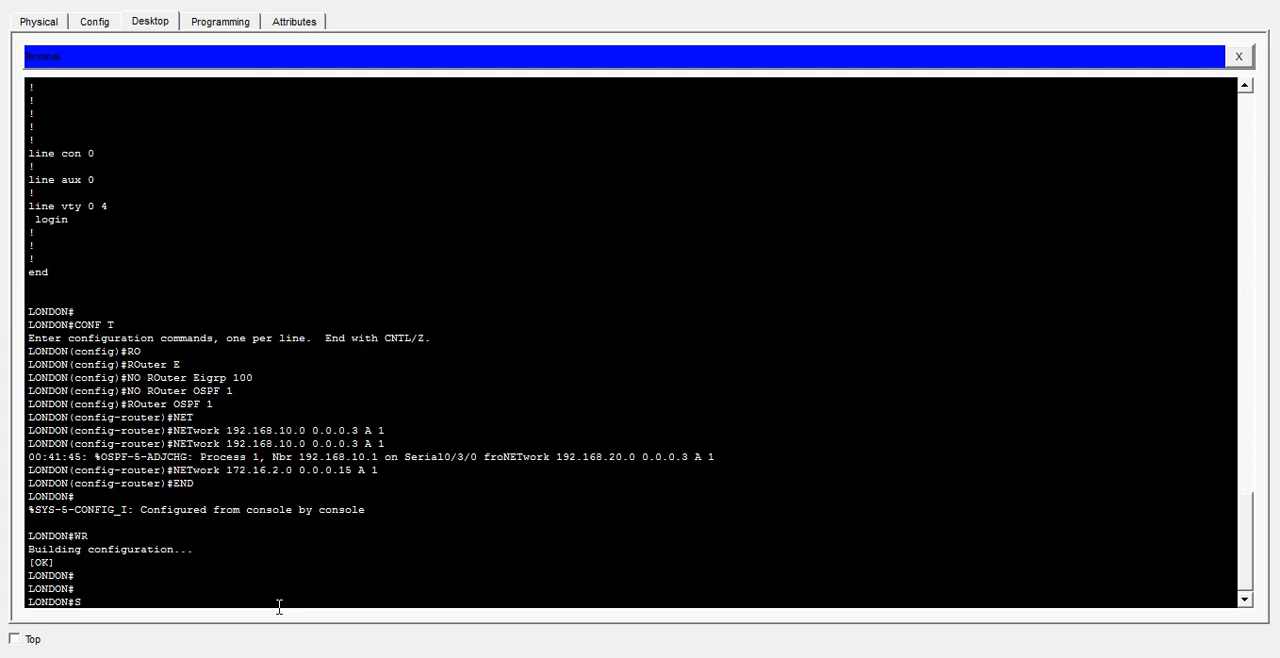 Physical Config Desktop Programming Attributes
Terminal X
!
!
!
!
!
line con 0
!
line aux 0
!
line vty 0 4
login
!
!
!
end
LONDON#
LONDON#CONF T
Enter configuration commands, one per line. End with CNTL/Z.
LONDON(config)#RO
LONDON(config)#ROuter E
LONDON(config)#NO ROuter Eigrp 100
LONDON(config)#NO ROuter OSPF 1
LONDON(config)#ROuter OSPF 1
LONDON(config-router)#NET
LONDON(config-router)#NETwork 192.168.10.0 0.0.0.3 A 1
LONDON(config-router)#NETwork 192.168.10.0 0.0.0.3 A 1
00:41:45: %OSPF-5-ADJCHG: Process 1, Nbr 192.168.10.1 on Serial0/3/0 froNETwork 192.168.20.0 0.0.0.3 A 1
LONDON(config-router)#NETwork 172.16.2.0 0.0.0.15 A 1
LONDON(config-router)#END
LONDON#
%SYS-5-CONFIG_I: Configured from console by console
LONDON#WR
Building configuration...
[OK]
LONDON#
LONDON#
LONDON#S
Top